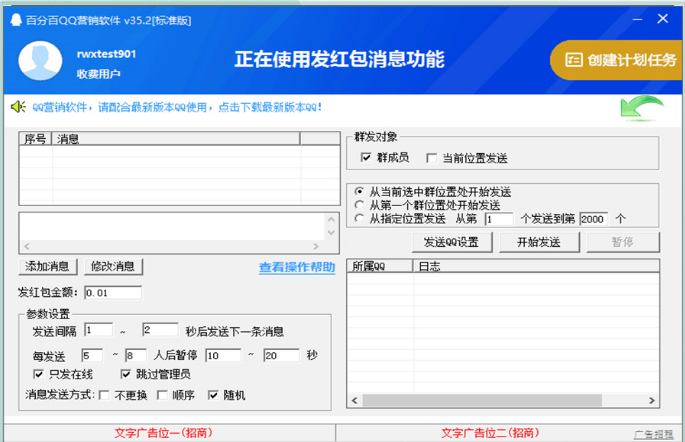 百分百QQ营销软件 v35.2[标准版]
rwxtest901
收费用户
正在使用发红包消息功能
创建计划任务
QQ营销软件，请配合最新版本QQ使用，点击下载最新版本QQ!
序号 消息
群发对象
群成员 当前位置发送
从当前选中群位置处开始发送
从第一个群位置处开始发送
从指定位置发送 从第 1 个发送到第 2000 个
发送QQ设置 开始发送 暂停
添加消息 修改消息 查看操作帮助
所属QQ 日志
发红包金额: 0.01
参数设置
发送间隔 1 ~ 2 秒后发送下一条消息
每发送 5 ~ 8 人后暂停 10 ~ 20 秒
只发在线 跳过管理员
消息发送方式: 不更换 顺序 随机
文字广告位一(招商) 文字广告位二(招商)
广告招租